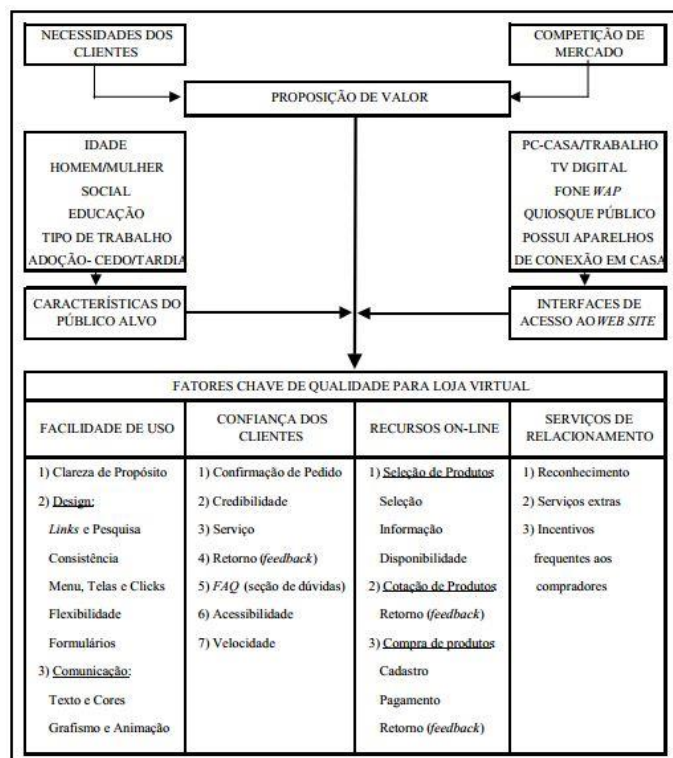 NECESSIDADES DOS
CLIENTES
COMPETIÇÃO DE
MERCADO
PROPOSIÇÃO DE VALOR
IDADE
HOMEM/MULHER
SOCIAL
EDUCAÇÃO
TIPO DE TRABALHO
ADOÇÃO- CEDO/TARDIA
PC-CASA/TRABALHO
TV DIGITAL
FONE WAP
QUIOSQUE PÚBLICO
POSSUI APARELHOS
DE CONEXÃO EM CASA
CARACTERÍSTICAS DO
PÚBLICO ALVO
INTERFACES DE
ACESSO AO WEB SITE
FATORES CHAVE DE QUALIDADE PARA LOJA VIRTUAL
FACILIDADE DE USO
1) Clareza de Propósito
2) Design:
Links e Pesquisa
Consistência
Menu, Telas e Clicks
Flexibilidade
Formulários
3) Comunicação:
Texto e Cores
Grafismo e Animação
CONFIANÇA DOS
CLIENTES
1) Confirmação de Pedido
2) Credibilidade
3) Serviço
4) Retorno (feedback)
5) FAQ (seção de dúvidas)
6) Acessibilidade
7) Velocidade
RECURSOS ON-LINE
1) Seleção de Produtos:
Seleção
Informação
Disponibilidade
2) Cotação de Produtos:
Retorno (feedback)
3) Compra de produtos:
Cadastro
Pagamento
Retorno (feedback)
SERVIÇOS DE
RELACIONAMENTO
1) Reconhecimento
2) Serviços extras
3) Incentivos
frequentes aos
compradores